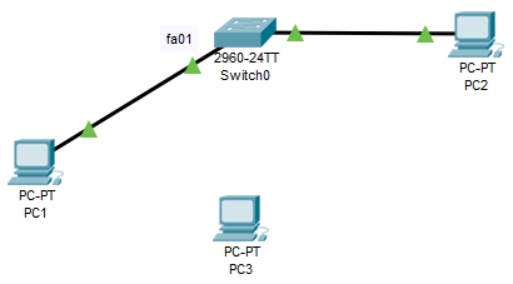 fa01
2960-24TT
Switch0
PC-PT
PC2
PC-PT
PC1
PC-PT
PC3